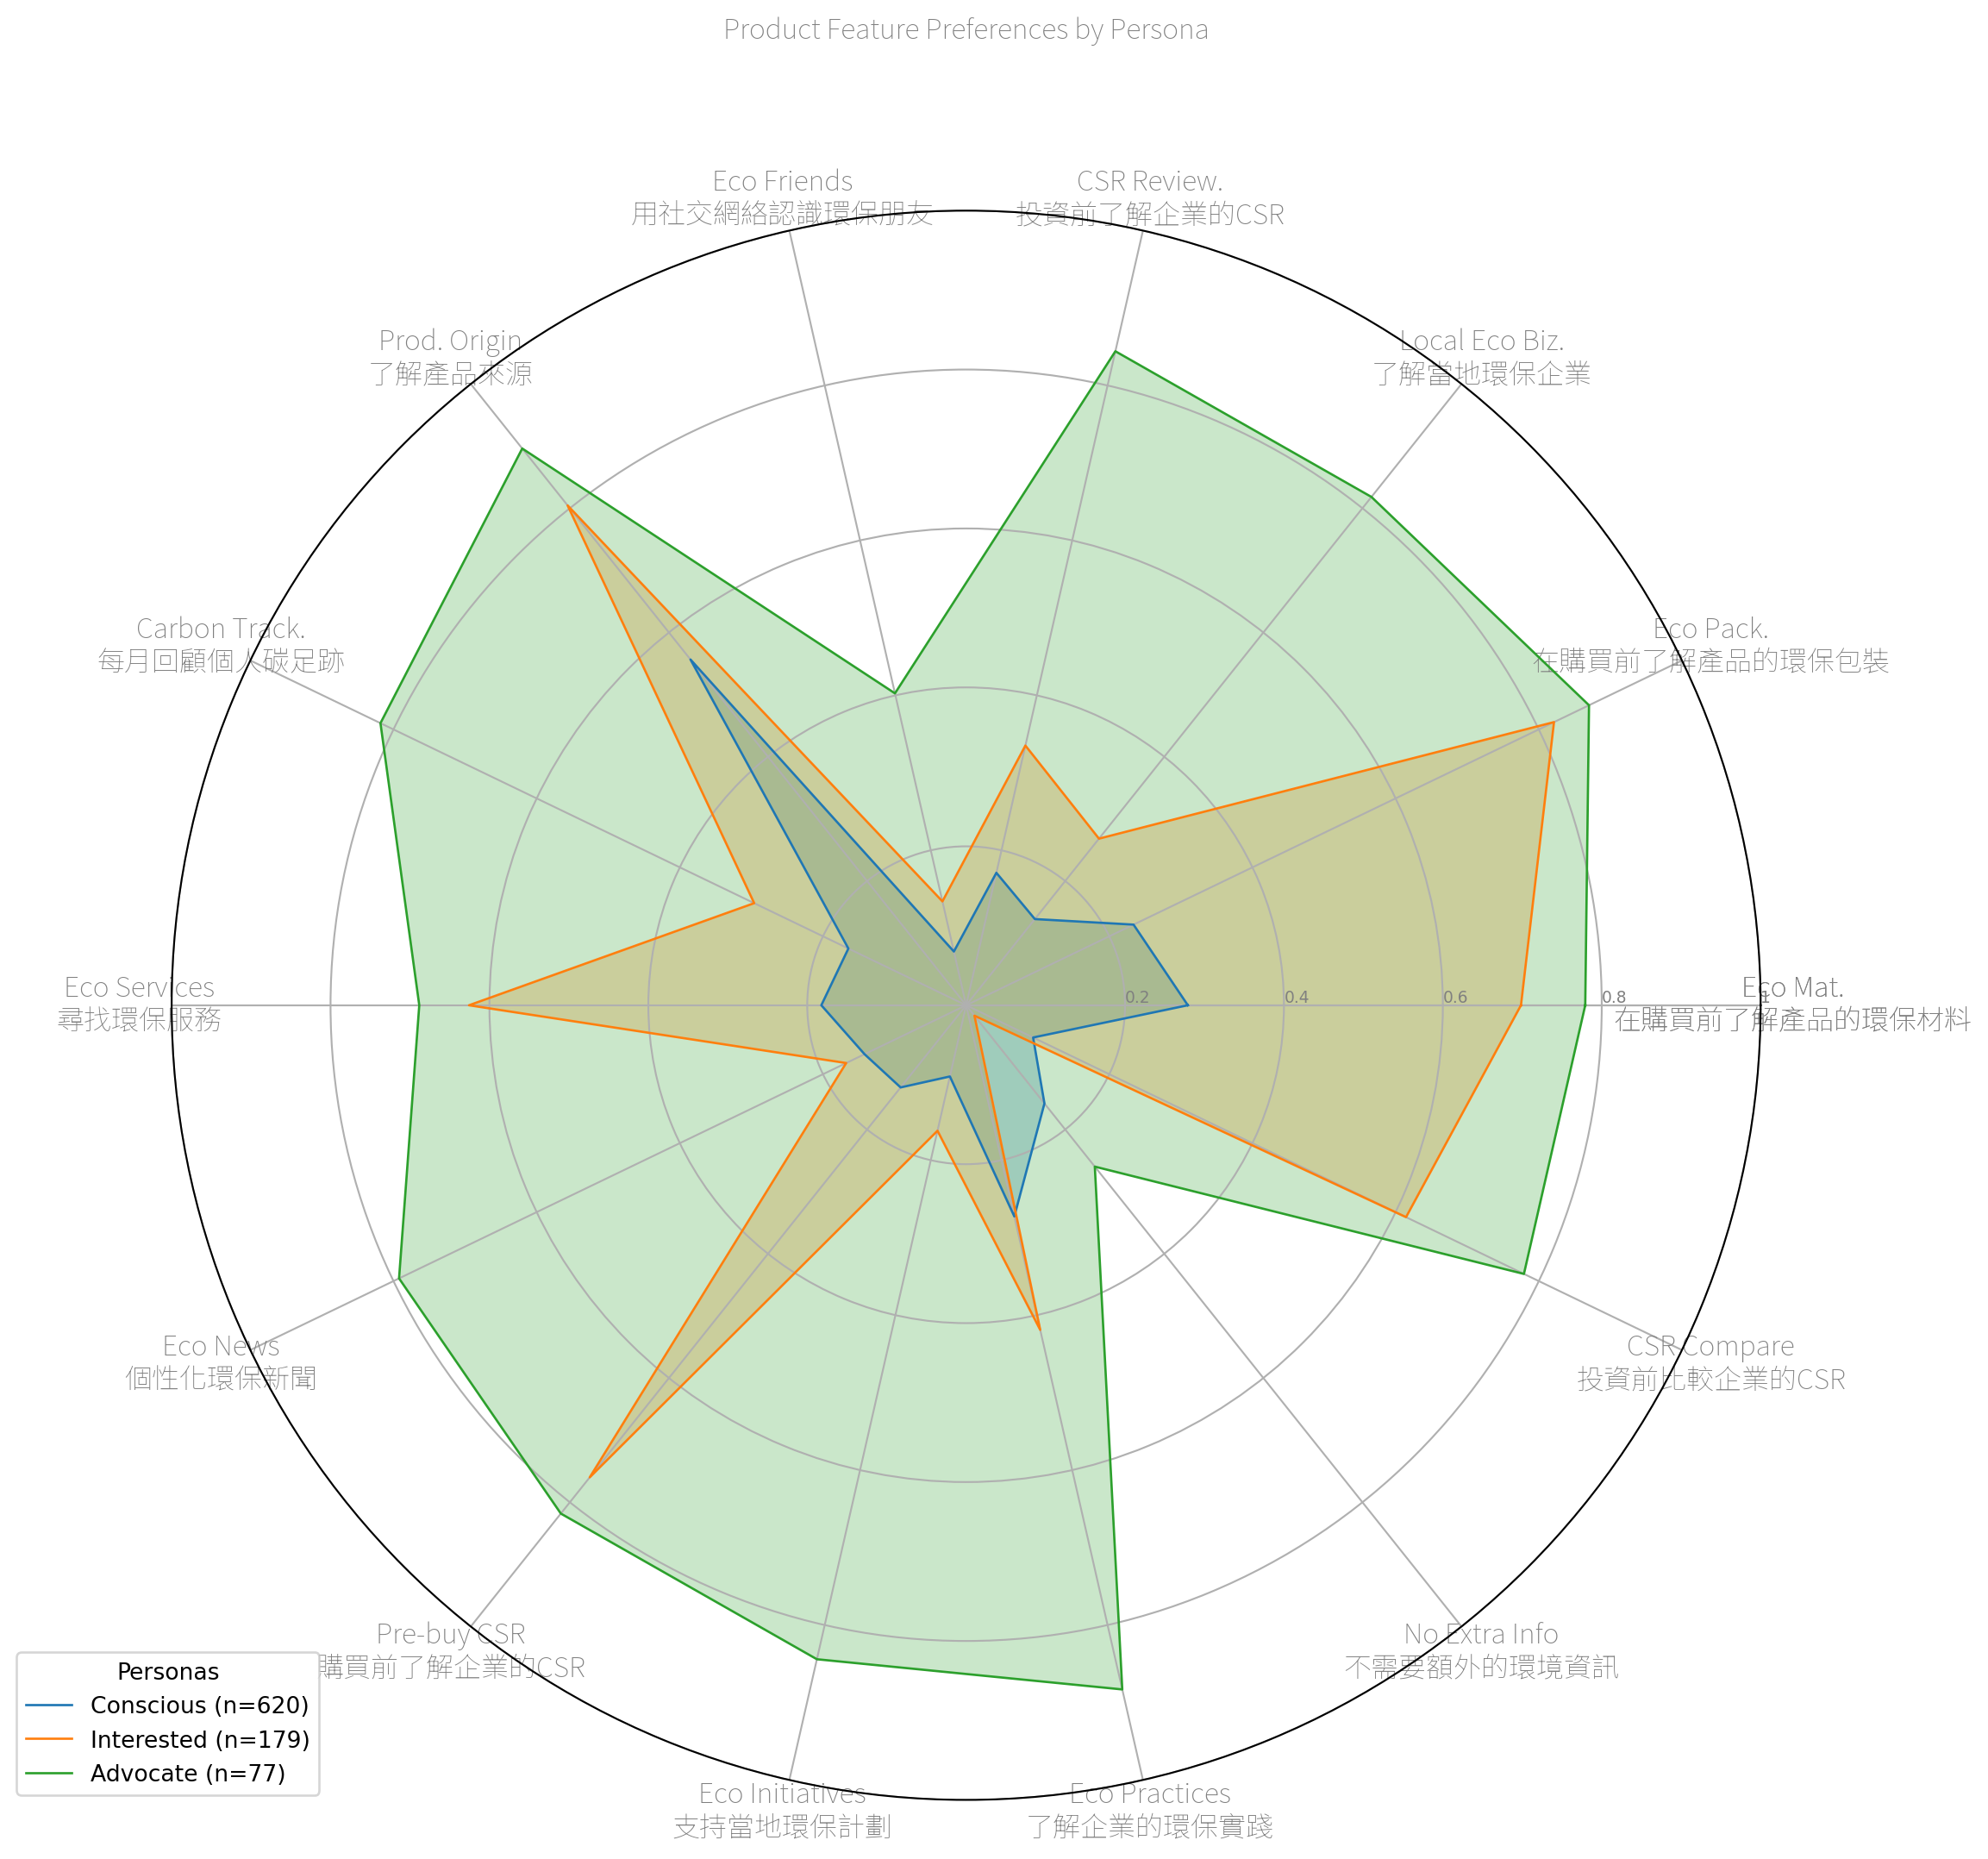 Product Feature Preferences by Persona
Eco Friends
用社交網絡認識環保朋友
CSR Review.
投資前了解企業的CSR
Prod. Origin
了解產品來源
Local Eco Biz.
了解當地環保企業
Carbon Track.
每月回顧個人碳足跡
Eco Pack.
在購買前了解產品的環保包裝
Eco Services
尋找環保服務
0.2
0.4
0.6
0.8
1
Eco Mat.
在購買前了解產品的環保材料
Eco News
個性化環保新聞
CSR Compare
投資前比較企業的CSR
Pre-buy CSR
購買前了解企業的CSR
No Extra Info
不需要額外的環境資訊
Personas
Conscious (n=620)
Interested (n=179)
Advocate (n=77)
Eco Initiatives
支持當地環保計劃
Eco Practices
了解企業的環保實踐